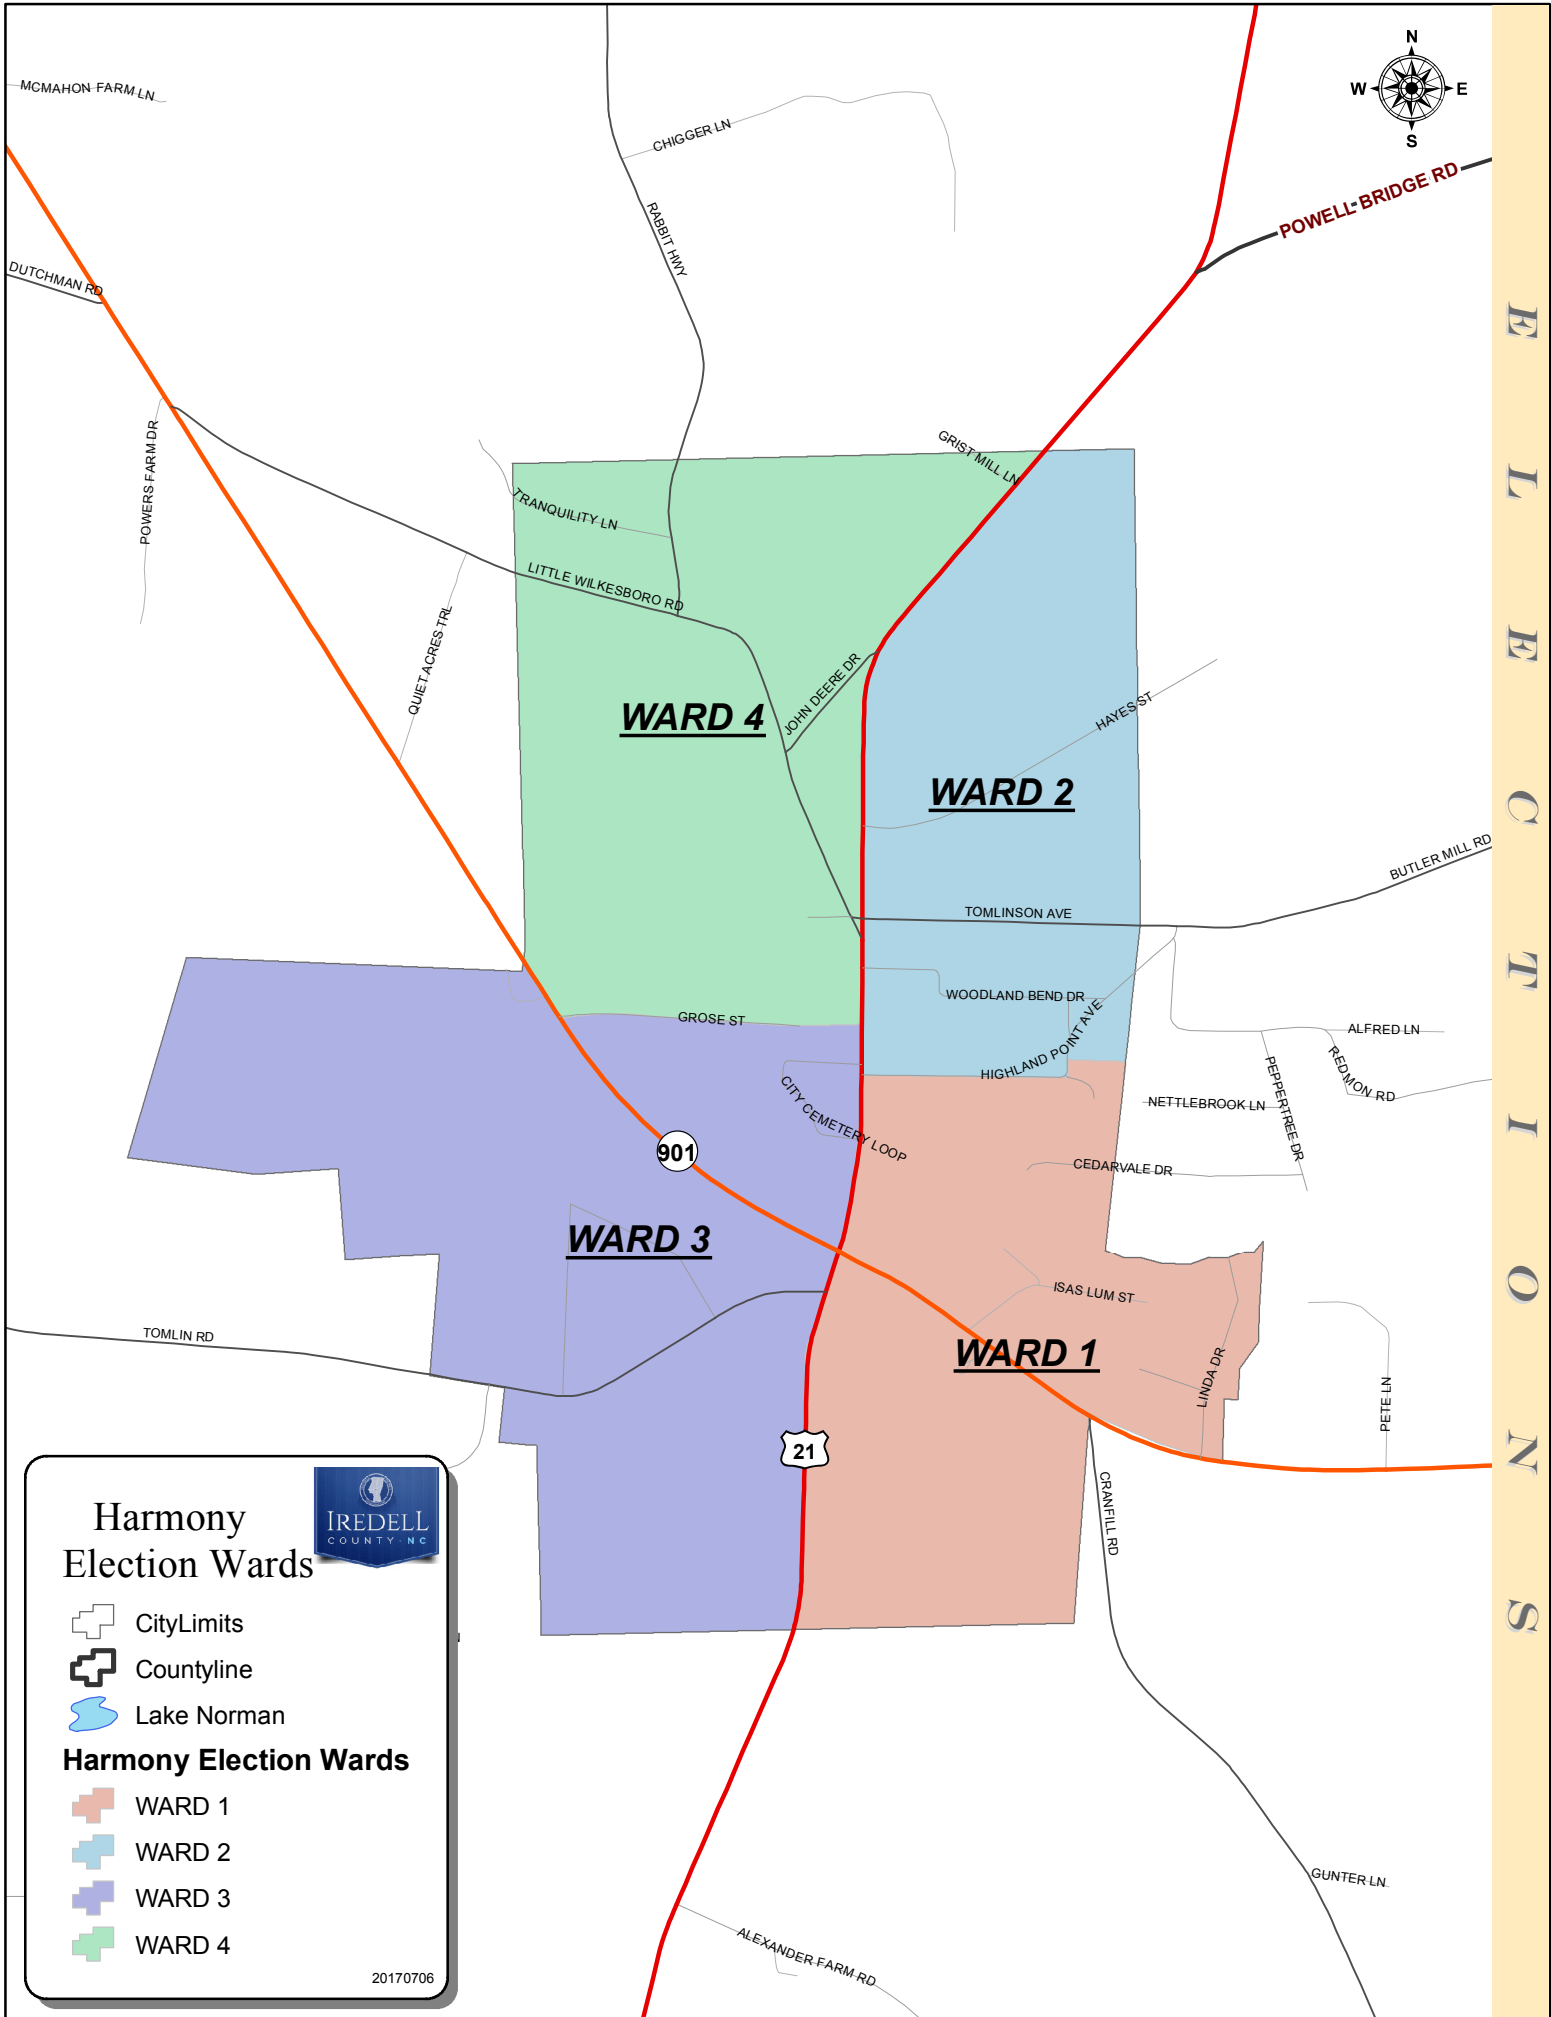 MCMAHON FARM LN
CHIGGER LN
N
W
E
S
POWELL BRIDGE RD
RABBIT HWY
DUTCHMAN RD
POWERS FARM DR
GRIST MILL LN
TRANQUILITY LN
LITTLE WILKESBORO RD
QUIET ACRES TRL
JOHN DEERE DR
WARD 4
HAYES ST
WARD 2
BUTLER MILL RD
TOMLINSON AVE
WOODLAND BEND DR
GROSE ST
HIGHLAND POINT AVE
ALFRED LN
REDMON RD
PEPPERTREE DR
NETTLEBROOK LN
CITY CEMETERY LOOP
CEDARVALE DR
901
WARD 3
ISAS LUM ST
TOMLIN RD
WARD 1
LINDA DR
PETE LN
21
CRANFILL RD
GUNTER LN
ALEXANDER FARM RD
ELECTIONS
Harmony
Election Wards
IREDELL
COUNTY NC
CityLimits
Countyline
Lake Norman
Harmony Election Wards
WARD 1
WARD 2
WARD 3
WARD 4
20170706